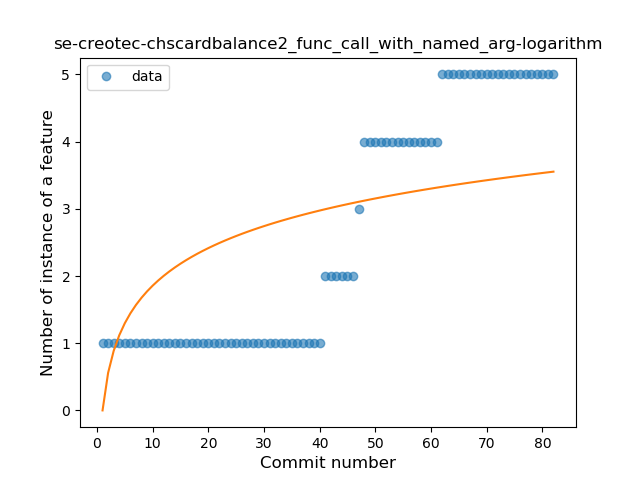 se-creotec-chscardbalance2_func_call_with_named_arg-logarithm
data
Number of instance of a feature
5
4
3
2
1
0
0 10 20 30 40 50 60 70 80
Commit number